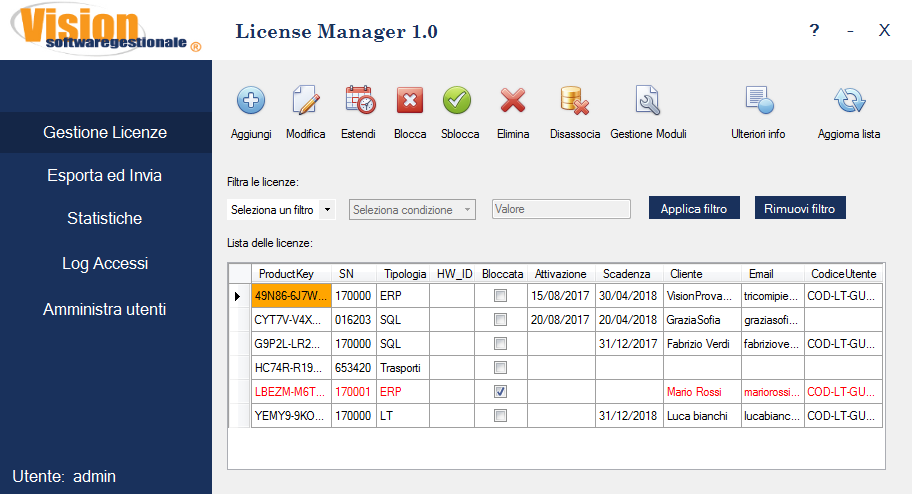 Vision
softwaregestionale ®
License Manager 1.0
? - X
Gestione Licenze
Esporta ed Invia
Statistiche
Log Accessi
Amministra utenti
Utente: admin
Aggiungi Modifica Estendi Blocca Sblocca Elimina Disassocia Gestione Moduli Ulteriori info Aggiorna lista
Filtra le licenze:
Seleziona un filtro Seleziona condizione Valore Applica filtro Rimuovi filtro
Lista delle licenze:
ProductKey SN Tipologia HW_ID Bloccata Attivazione Scadenza Cliente Email CodiceUtente
49N86-6J7W... 170000 ERP 15/08/2017 30/04/2018 VisionProva... tricomipie... COD-LT-GU...
CYT7V-V4X... 016203 SQL 20/08/2017 20/04/2018 GraziaSofia graziasofi...
G9P2L-LR2... 170000 SQL 31/12/2017 Fabrizio Verdi fabriziove... COD-LT-GU...
HC74R-R19... 653420 Trasporti
LBEZM-M6T... 170001 ERP Mario Rossi mariorossi... COD-LT-GU...
YEMY9-9KO... 170000 LT 31/12/2018 Luca bianchi lucabianc... COD-LT-GU...